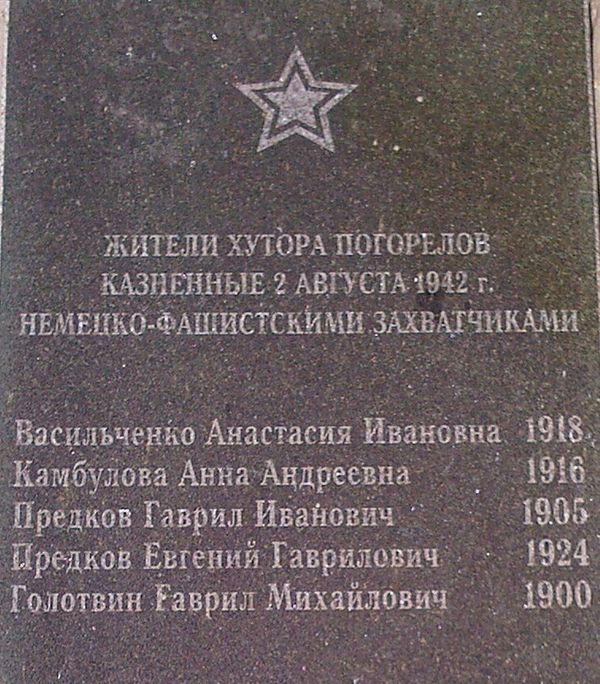 ЖИТЕЛИ ХУТОРА ПОГОРЕЛОВ
КАЗНЕННЫЕ 2 АВГУСТА 1942 г.
НЕМЕЦКО-ФАШИСТСКИМИ ЗАХВАТЧИКАМИ
Васильченко Анастасия Ивановна 1918
Камбулова Анна Андреевна 1916
Предков Гаврил Иванович 1905
Предков Евгений Гаврилович 1924
Голотвин Гаврил Михайлович 1900